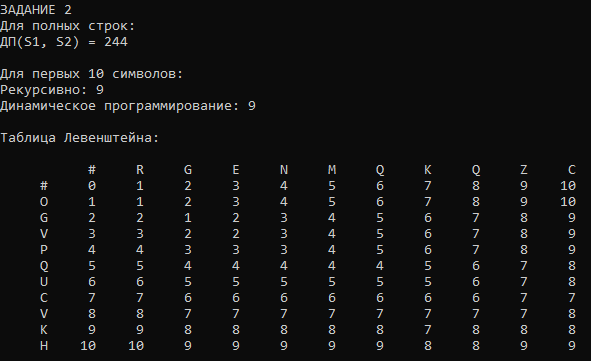 ЗАДАНИЕ 2
Для полных строк:
ДП(S1, S2) = 244
Для первых 10 символов:
Рекурсивно: 9
Динамическое программирование: 9
Таблица Левенштейна:
# R G E N M Q K Q Z C
# 0 1 2 3 4 5 6 7 8 9 10
O 1 1 2 3 4 5 6 7 8 9 10
G 2 2 1 2 3 4 5 6 7 8 9
V 3 3 2 2 3 4 5 6 7 8 9
P 4 4 3 3 3 4 5 6 7 8 9
Q 5 5 4 4 4 4 4 5 6 7 8
U 6 6 5 5 5 5 5 5 6 7 8
C 7 7 6 6 6 6 6 6 6 7 7
V 8 8 7 7 7 7 7 7 7 7 8
K 9 9 8 8 8 8 8 7 8 8 8
H 10 10 9 9 9 9 9 8 8 9 9